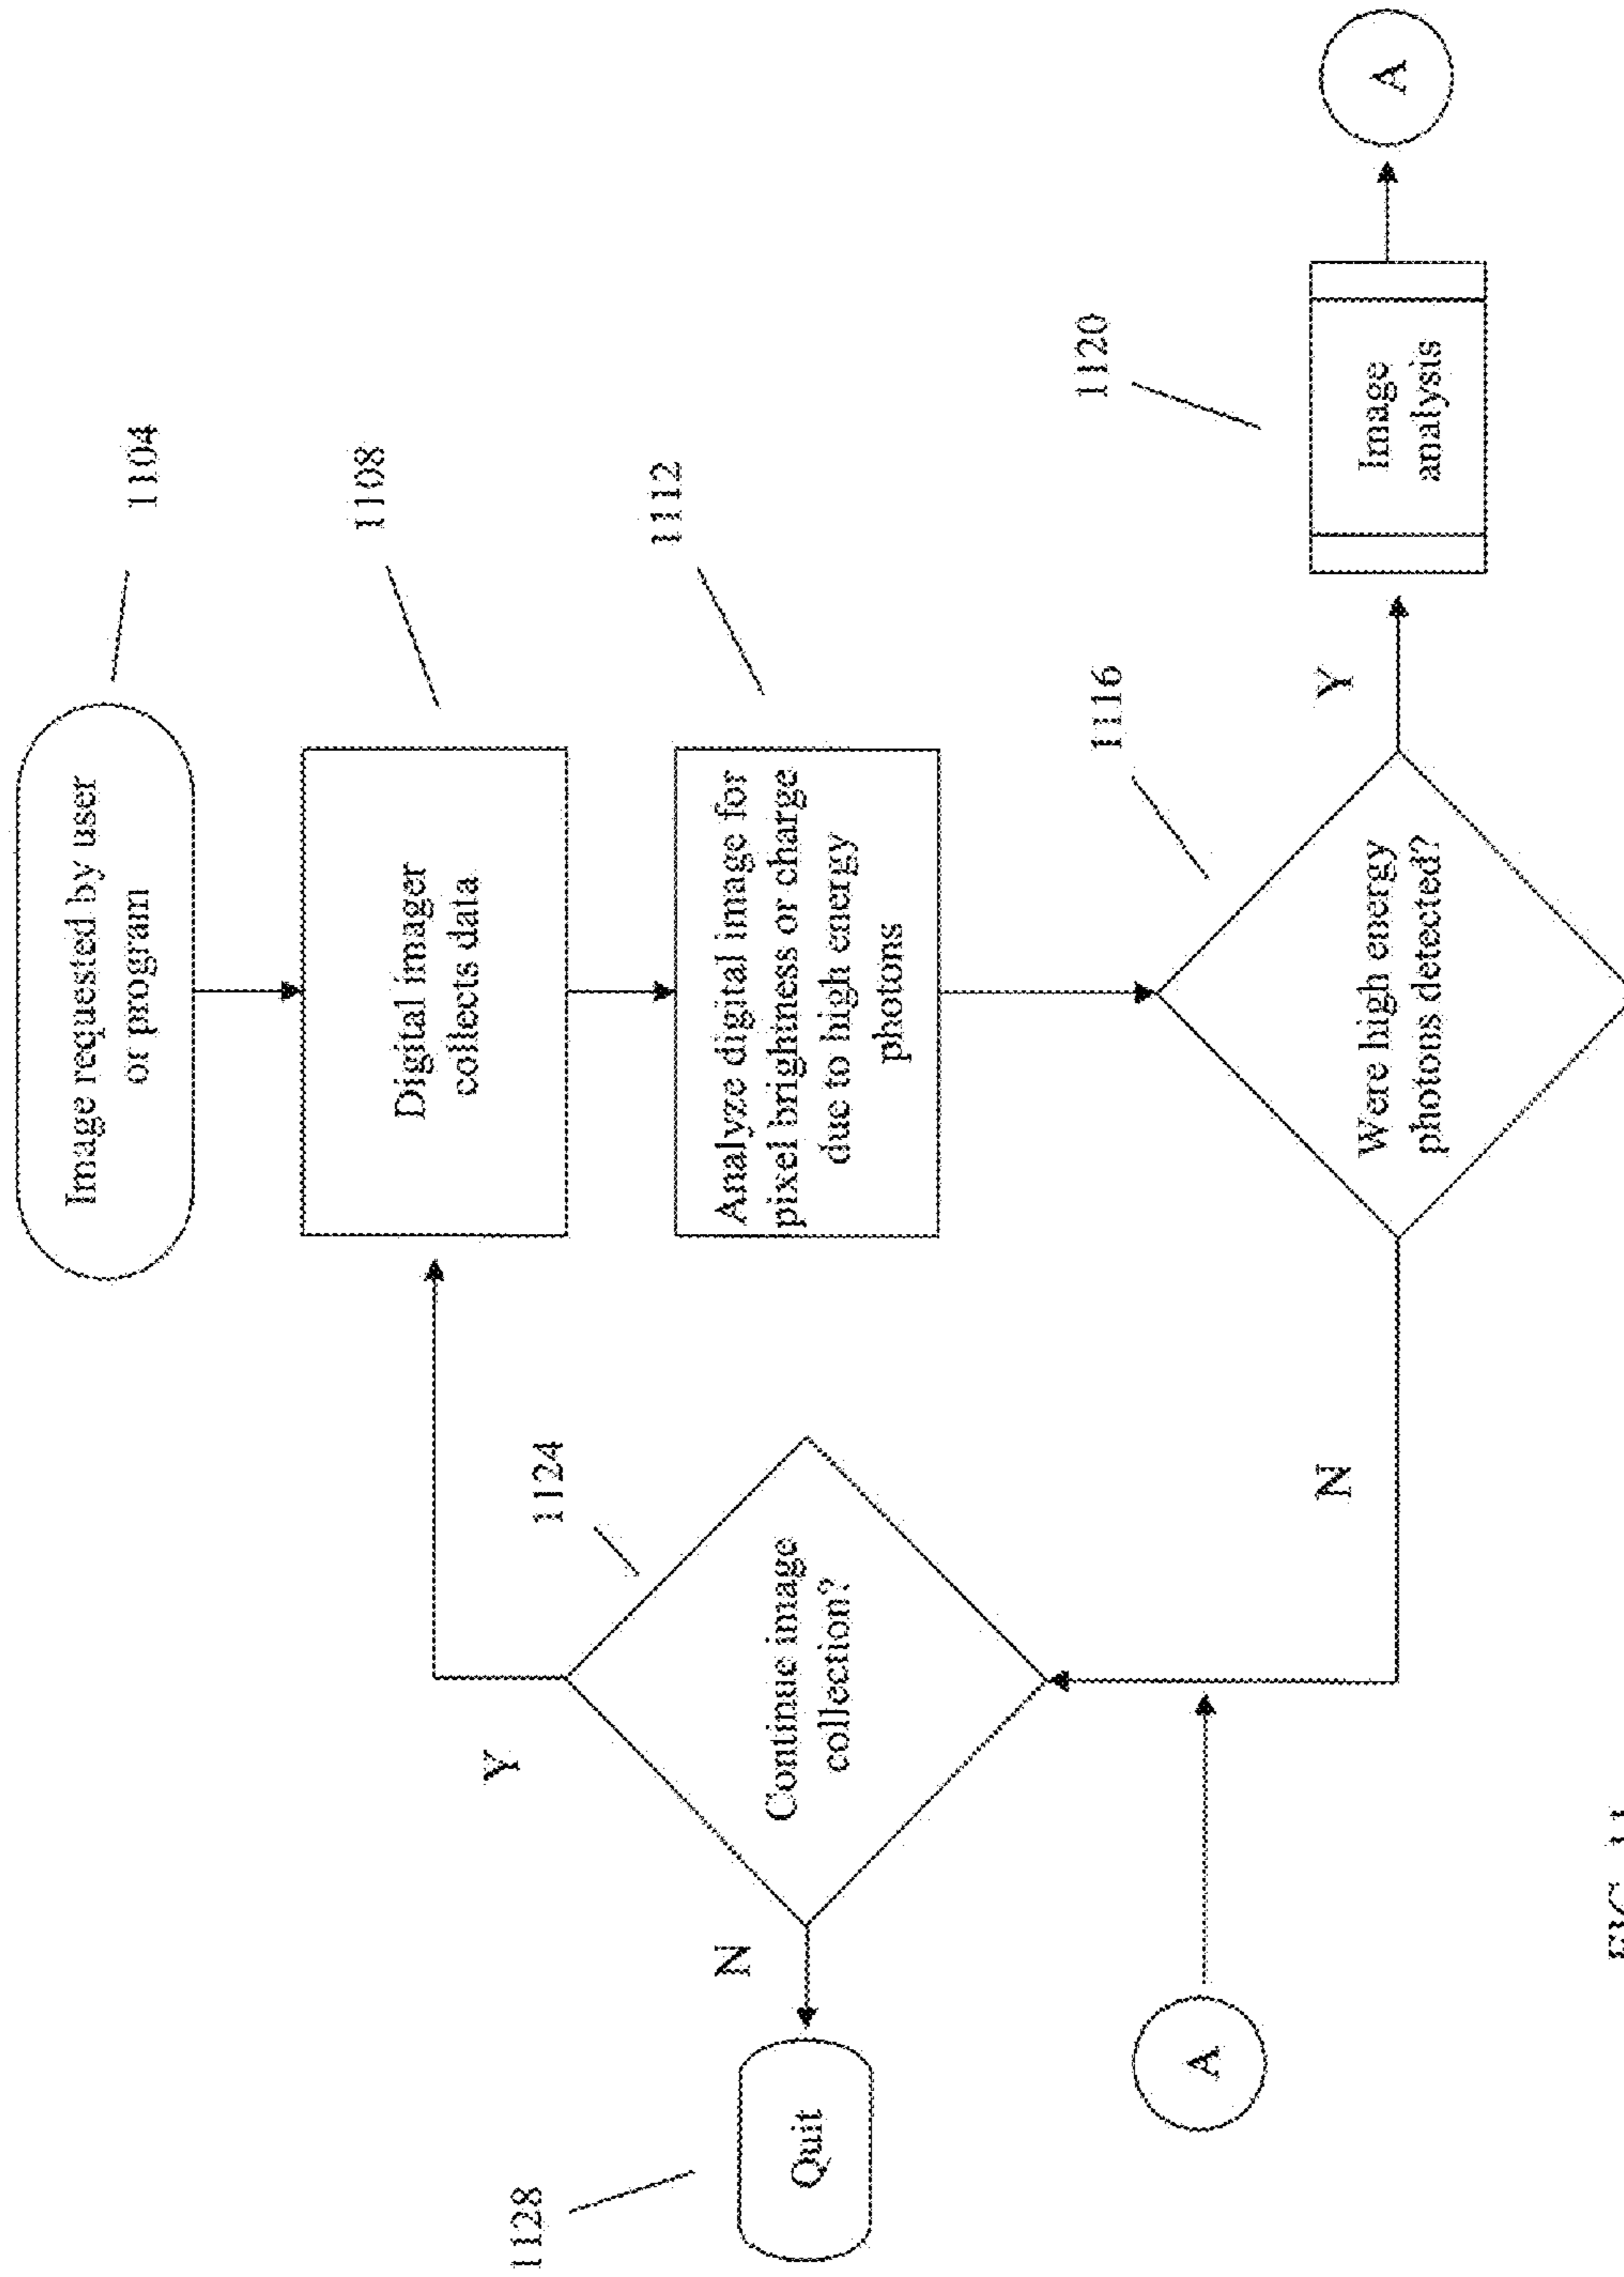 Image requested by user
or program
1104
Digital imager
collects data
1108
Analyze digital image for
pixel brightness or charge
due to high energy
photons
1112
Were high energy
photons detected?
1116
Y
N
Image
analysis
1120
A
Continue image
collection?
1124
Y
N
Quit
1128
A
FIG. 11